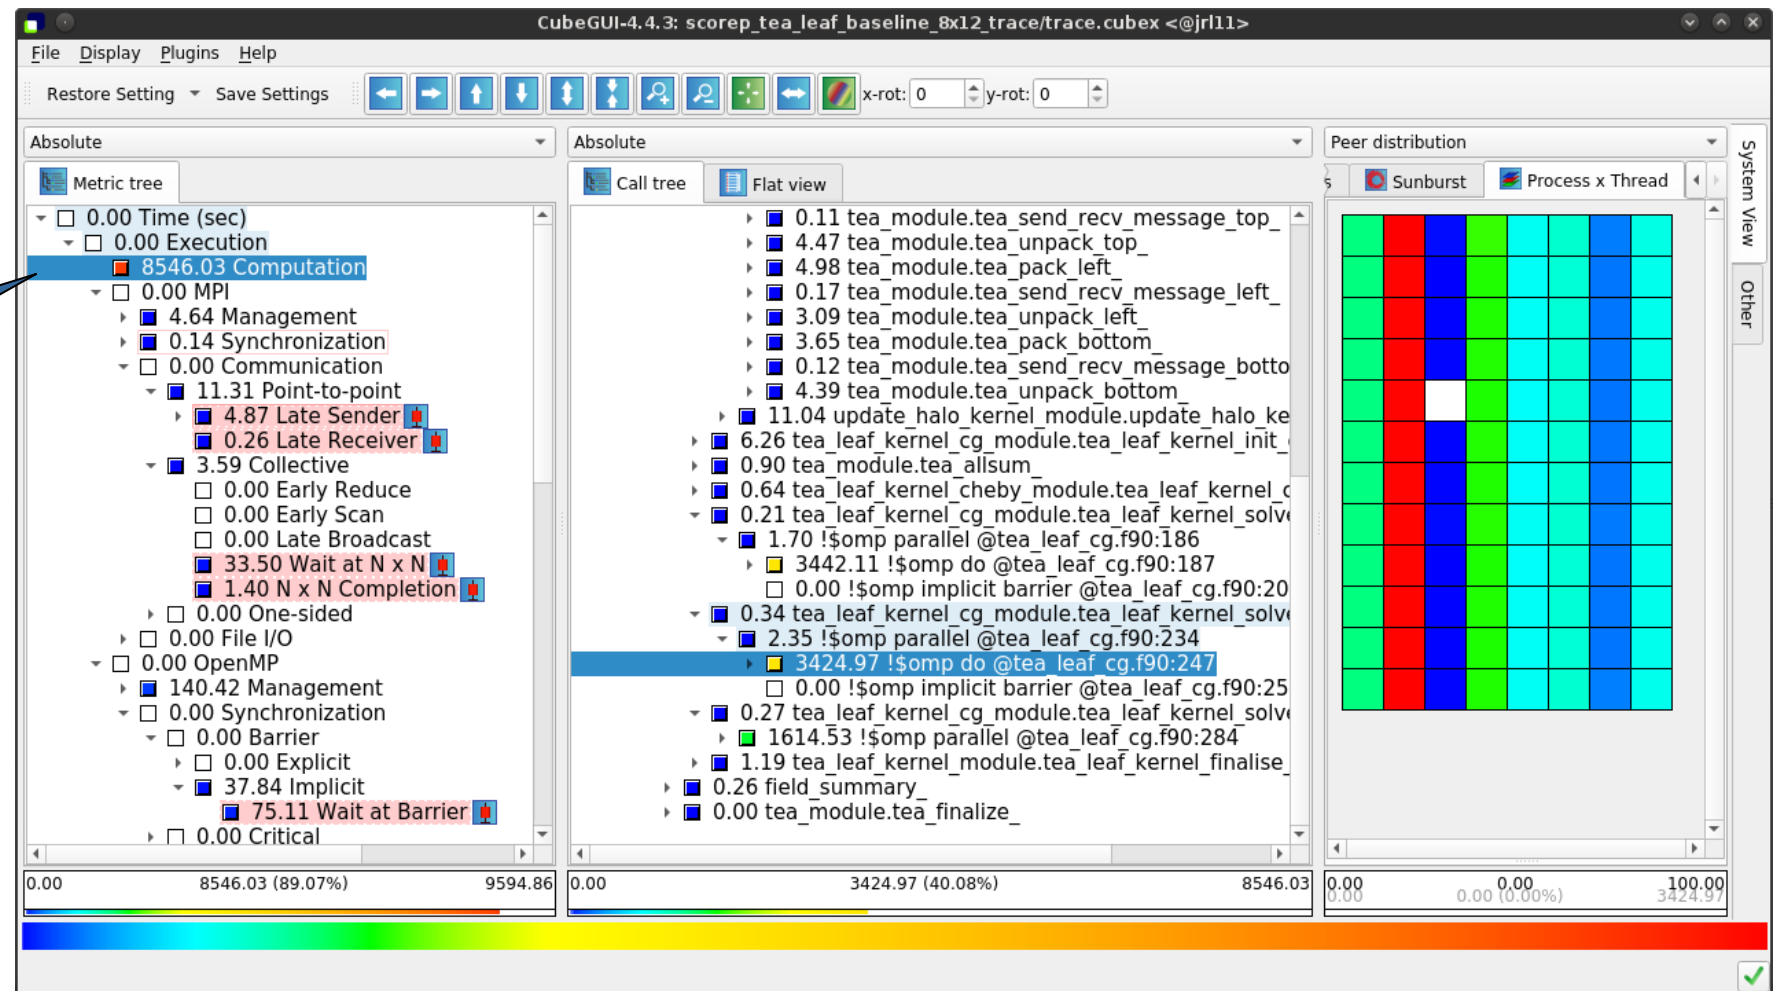 CubeGUI-4.4.3: scorep_tea_leaf_baseline_8x12_trace/trace.cubex <@jrl11>
File Display Plugins Help
Restore Setting Save Settings x-rot: 0 y-rot: 0
Absolute
Metric tree
0.00 Time (sec)
0.00 Execution
8546.03 Computation
0.00 MPI
4.64 Management
0.14 Synchronization
0.00 Communication
11.31 Point-to-point
4.87 Late Sender
0.26 Late Receiver
3.59 Collective
0.00 Early Reduce
0.00 Early Scan
0.00 Late Broadcast
33.50 Wait at N x N
1.40 N x N Completion
0.00 One-sided
0.00 File I/O
0.00 OpenMP
140.42 Management
0.00 Synchronization
0.00 Barrier
0.00 Explicit
37.84 Implicit
75.11 Wait at Barrier
0.00 Critical
0.00 8546.03 (89.07%) 9594.86
Absolute
Call tree Flat view
0.11 tea_module.tea_send_recv_message_top_
4.47 tea_module.tea_unpack_top_
4.98 tea_module.tea_pack_left_
0.17 tea_module.tea_send_recv_message_left_
3.09 tea_module.tea_unpack_left_
3.65 tea_module.tea_pack_bottom_
0.12 tea_module.tea_send_recv_message_botto
4.39 tea_module.tea_unpack_bottom_
11.04 update_halo_kernel_module.update_halo_ke
6.26 tea_leaf_kernel_cg_module.tea_leaf_kernel_init_
0.90 tea_module.tea_allsum_
0.64 tea_leaf_kernel_cheby_module.tea_leaf_kernel_c
0.21 tea_leaf_kernel_cg_module.tea_leaf_kernel_solv
1.70 !$omp parallel @tea_leaf_cg.f90:186
3442.11 !$omp do @tea_leaf_cg.f90:187
0.00 !$omp implicit barrier @tea_leaf_cg.f90:20
0.34 tea_leaf_kernel_cg_module.tea_leaf_kernel_solv
2.35 !$omp parallel @tea_leaf_cg.f90:234
3424.97 !$omp do @tea_leaf_cg.f90:247
0.00 !$omp implicit barrier @tea_leaf_cg.f90:25
0.27 tea_leaf_kernel_cg_module.tea_leaf_kernel_solv
1614.53 !$omp parallel @tea_leaf_cg.f90:284
1.19 tea_leaf_kernel_module.tea_leaf_kernel_finalise_
0.26 field_summary_
0.00 tea_module.tea_finalize_
0.00 3424.97 (40.08%) 8546.03
Peer distribution
s Sunburst Process x Thread
0.00 0.00 100.00
0.00 0.00 (0.00%) 3424.97
System View
Other